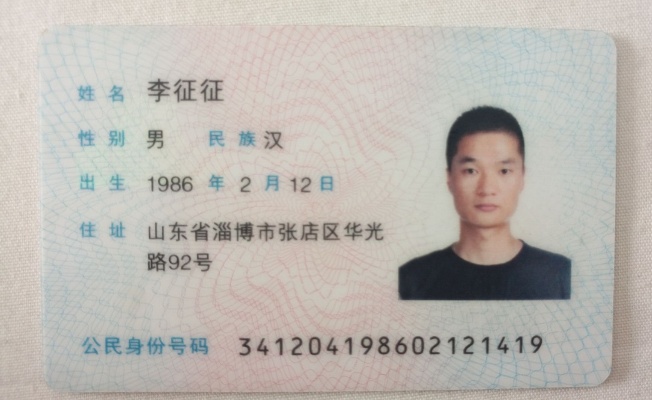 姓名 李征征
性别 男 民族 汉
出生 1986 年 2 月 12 日
住址 山东省淄博市张店区华光
路92号
公民身份号码 341204198602121419